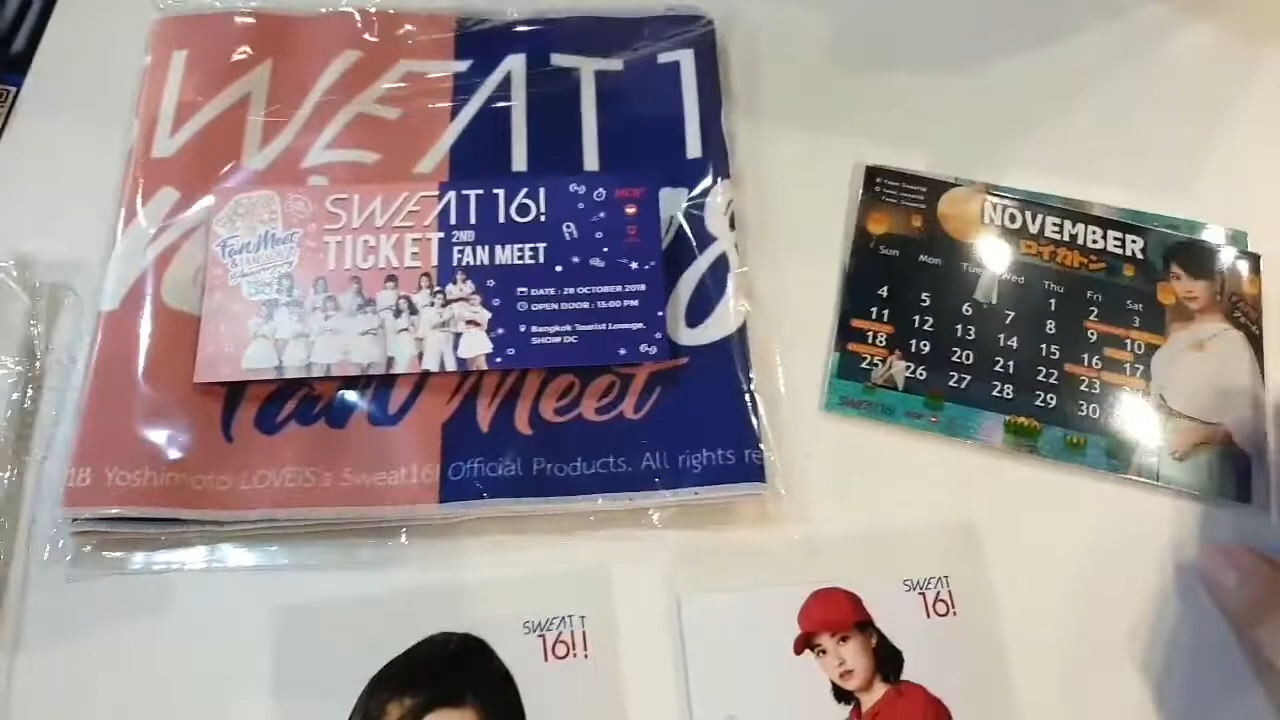 WEAT 1
SWEAT 16!
TICKET 2ND FAN MEET
Fan Meet
DATE : 28 OCTOBER 2018
OPEN DOOR : 15:00 PM
Bangkok Tourist Lounge,
SHOW DC
Fan Meet
18 Yoshimoto LOVEiS's Sweat16! Official Products. All rights re
NOVEMBER
ロイカトン
Sun Mon Tue Wed Thu Fri Sat
1 2 3
4 5 6 7 8 9 10
11 12 13 14 15 16 17
18 19 20 21 22 23
25 26 27 28 29 30
SWEAT16!
SWEAT
16!!
SWEAT
16!